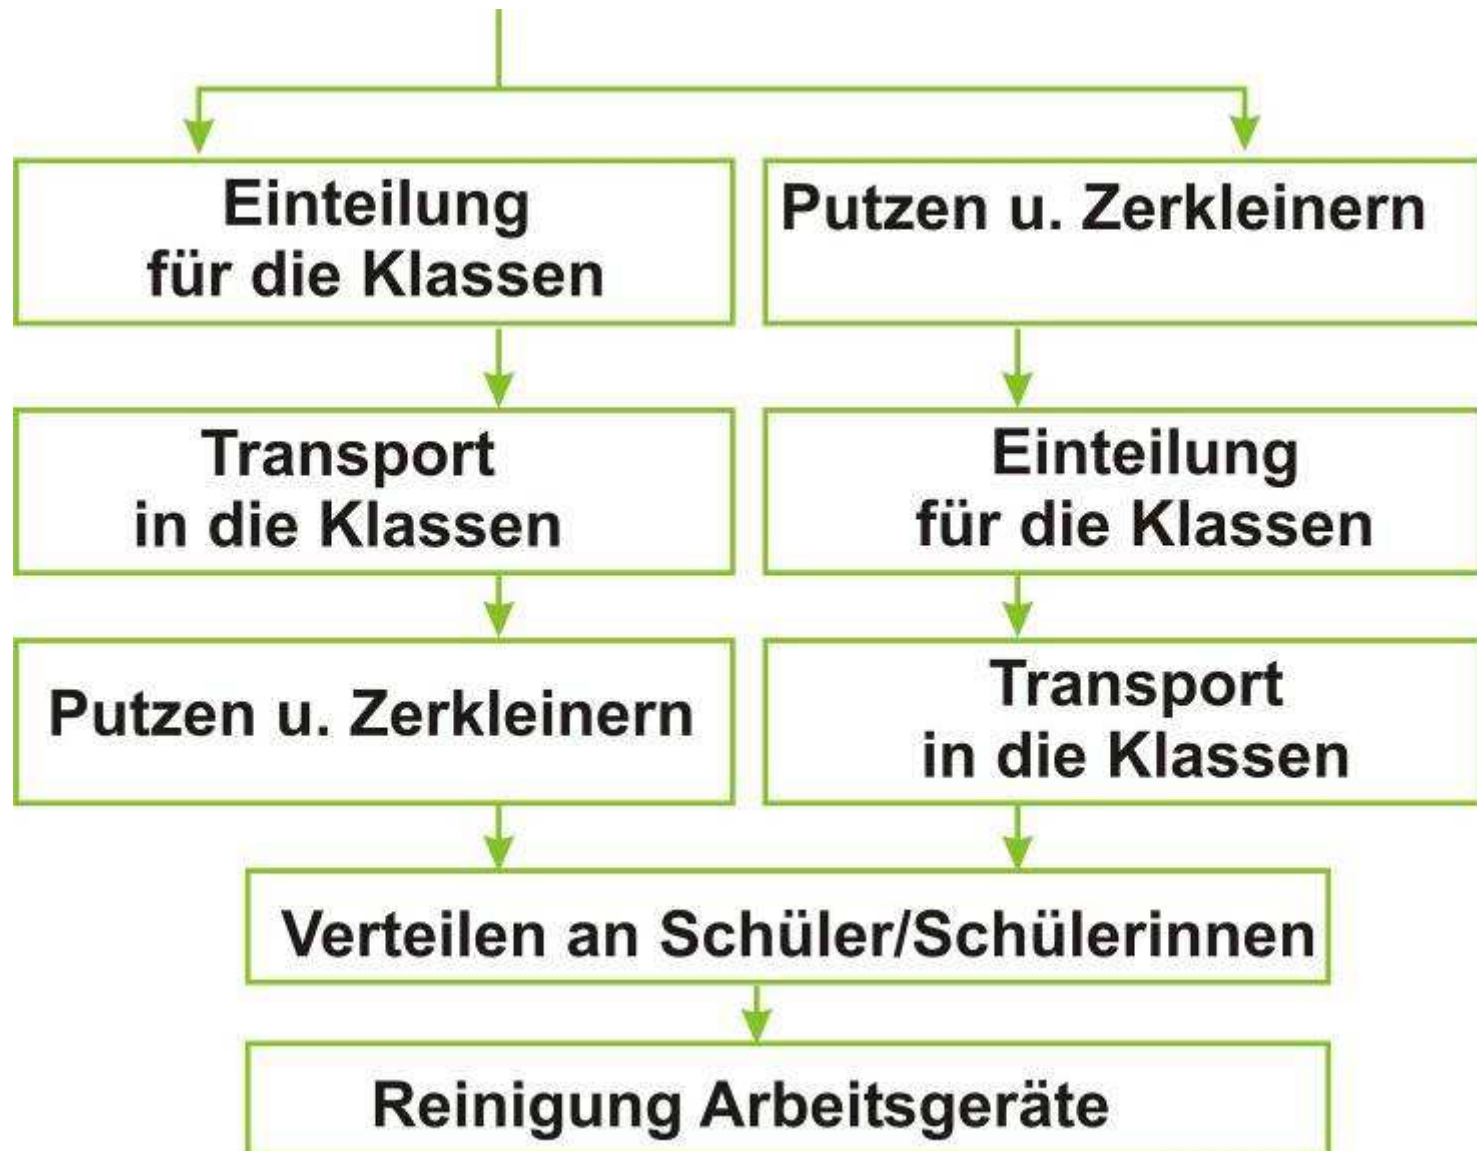 Einteilung
für die Klassen
Putzen u. Zerkleinern
Transport
in die Klassen
Einteilung
für die Klassen
Putzen u. Zerkleinern
Transport
in die Klassen
Verteilen an Schüler/Schülerinnen
Reinigung Arbeitsgeräte